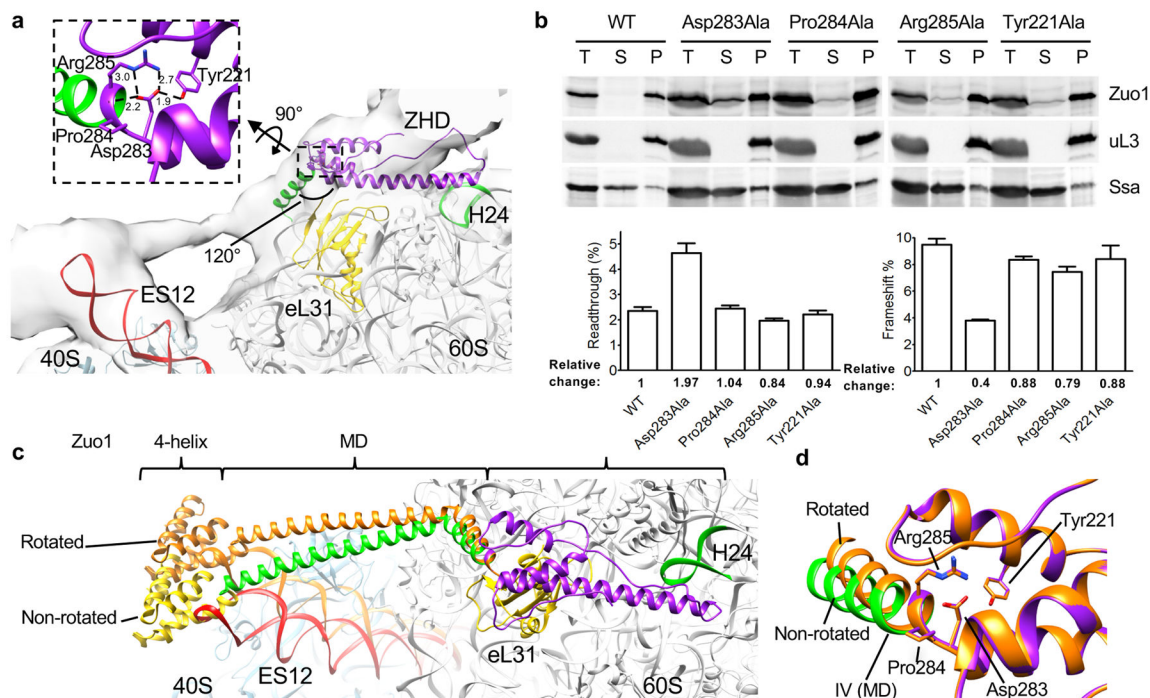 a
Arg285
3.0
2.7
Tyr221
2.2
1.9
Pro284
Asp283
90°
ZHD
H24
120°
ES12
eL31
40S
60S
b
WT Asp283Ala Pro284Ala Arg285Ala Tyr221Ala
T S P T S P T S P T S P T S P
Zuo1
uL3
Ssa
Readthrough (%)
5
4
3
2
1
0
Relative
change: 1 1.97 1.04 0.84 0.94
WT Asp283Ala Pro284Ala Arg285Ala Tyr221Ala
Frameshift %
10
8
6
4
2
0
Relative
change: 1 0.4 0.88 0.79 0.88
WT Asp283Ala Pro284Ala Arg285Ala Tyr221Ala
c
Zuo1 4-helix MD
Rotated
Non-rotated
H24
ES12
eL31
40S
60S
d
Rotated
Arg285
Tyr221
Non-rotated
Pro284
IV (MD)
Asp283